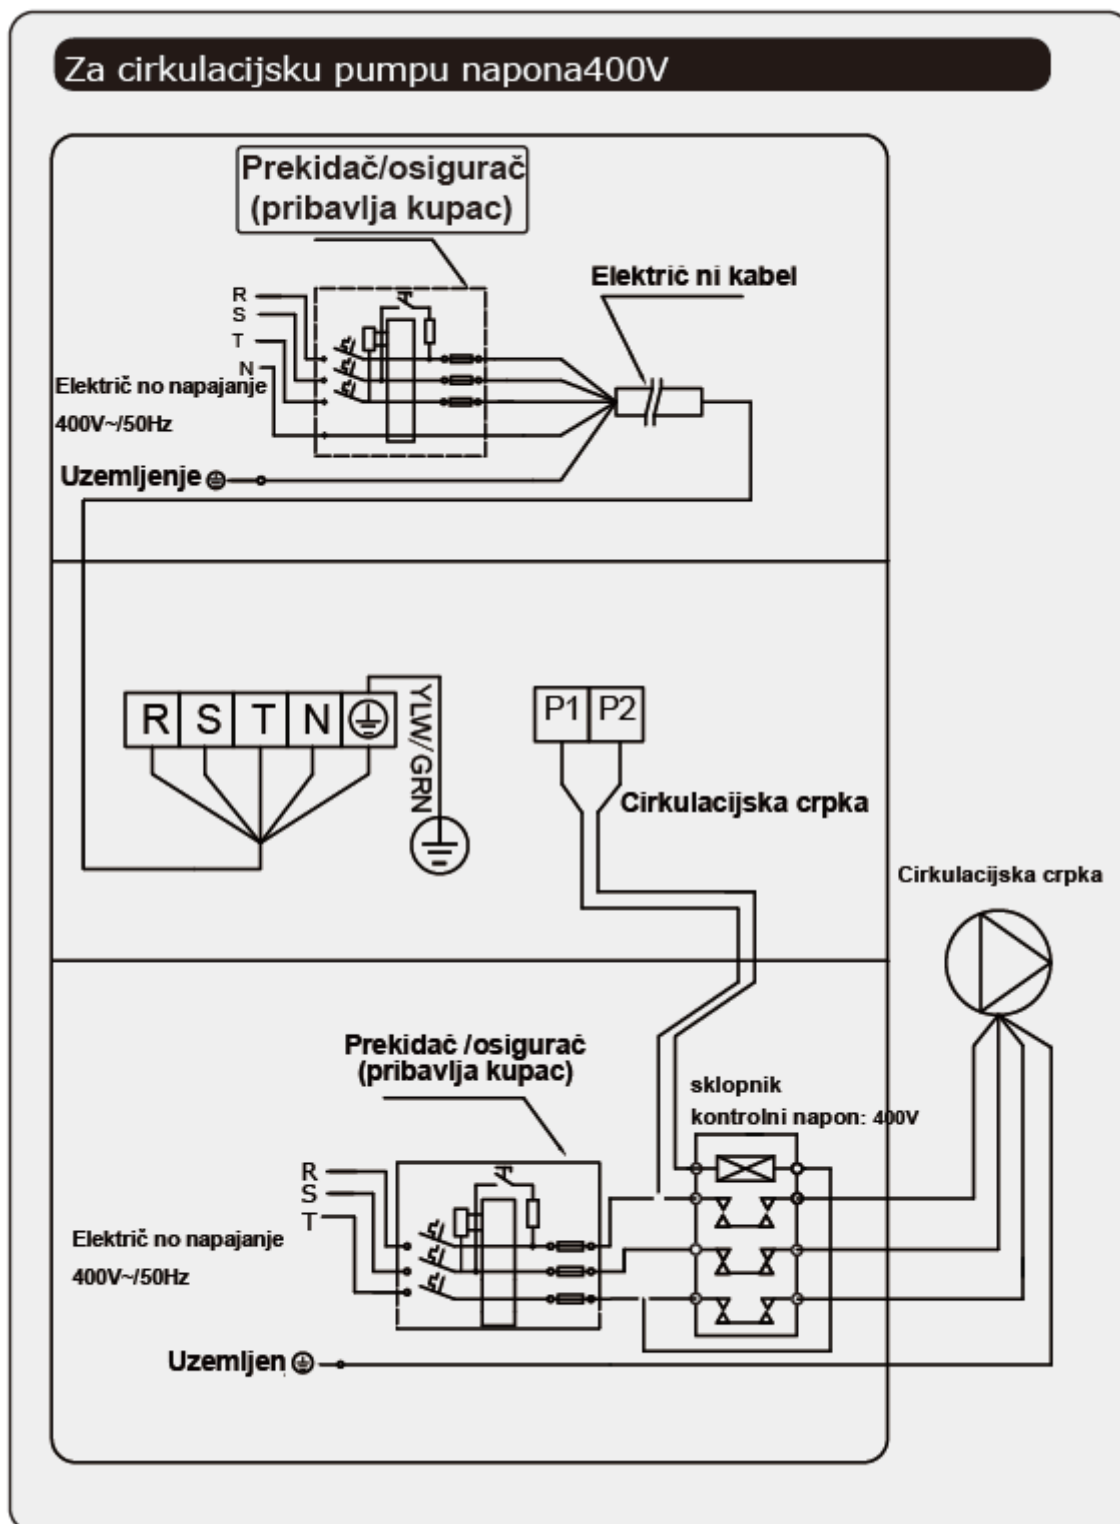 Za cirkulacijsku pumpu napona400V
Prekidač/osigurač
(pribavlja kupac)
Električ ni kabel
R
S
T
N
Električ no napajanje
400V~/50Hz
Uzemljenje
R S T N
YLW/GRN
P1 P2
Cirkulacijska crpka
Cirkulacijska crpka
Prekidač /osigurač
(pribavlja kupac)
sklopnik
kontrolni napon: 400V
R
S
T
Električ no napajanje
400V~/50Hz
Uzemljen